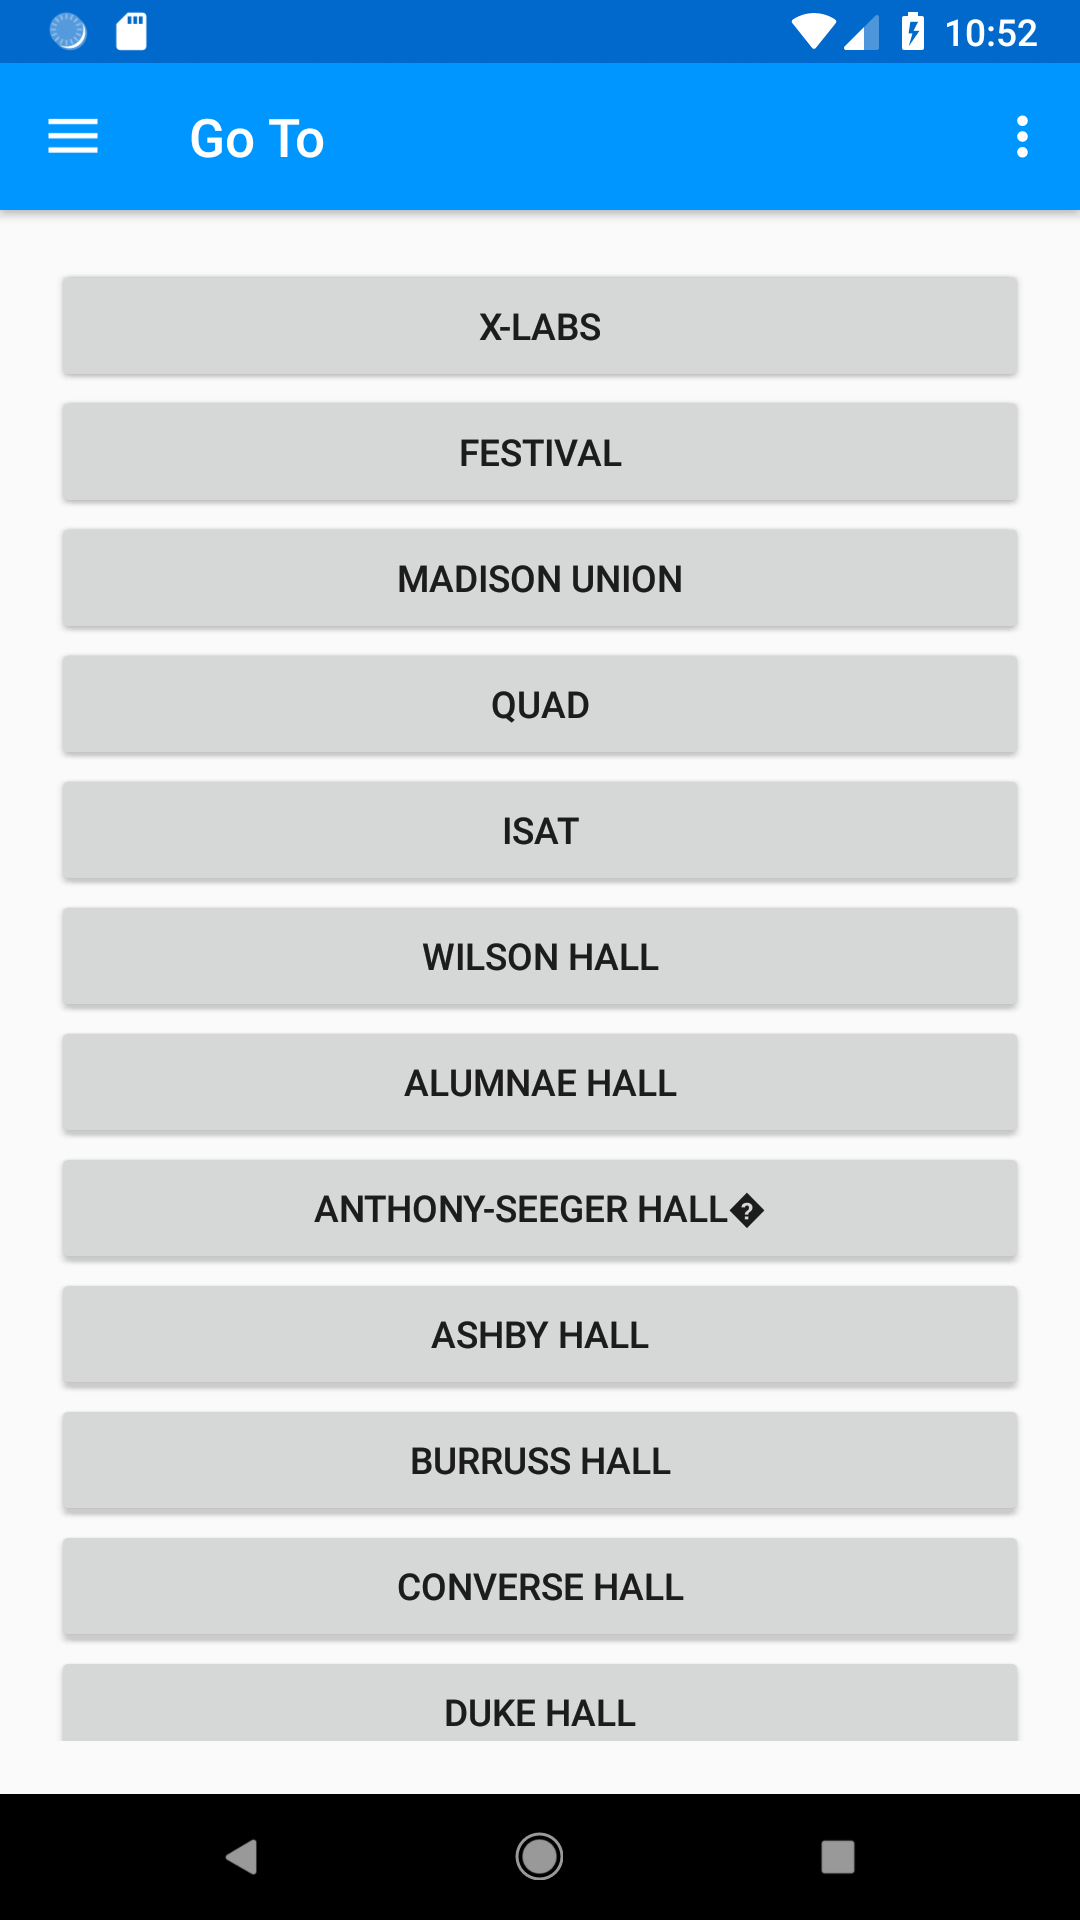 10:52
Go To
X-LABS
FESTIVAL
MADISON UNION
QUAD
ISAT
WILSON HALL
ALUMNAE HALL
ANTHONY-SEEGER HALL�
ASHBY HALL
BURRUSS HALL
CONVERSE HALL
DUKE HALL